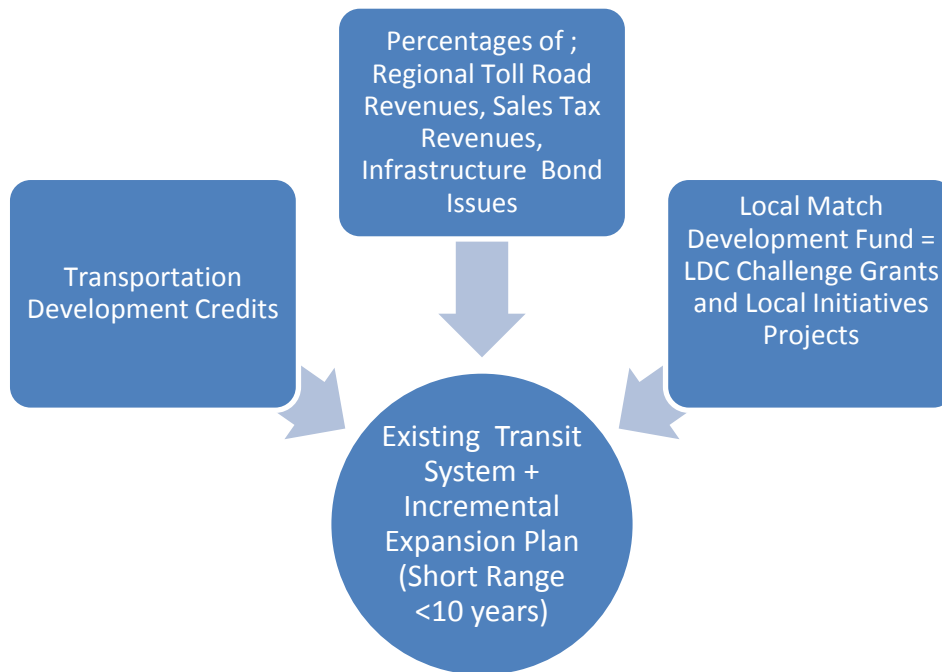 Percentages of ;
Regional Toll Road
Revenues, Sales Tax
Revenues,
Infrastructure Bond
Issues
Transportation
Development Credits
Local Match
Development Fund =
LDC Challenge Grants
and Local Initiatives
Projects
Existing Transit
System +
Incremental
Expansion Plan
(Short Range
<10 years)